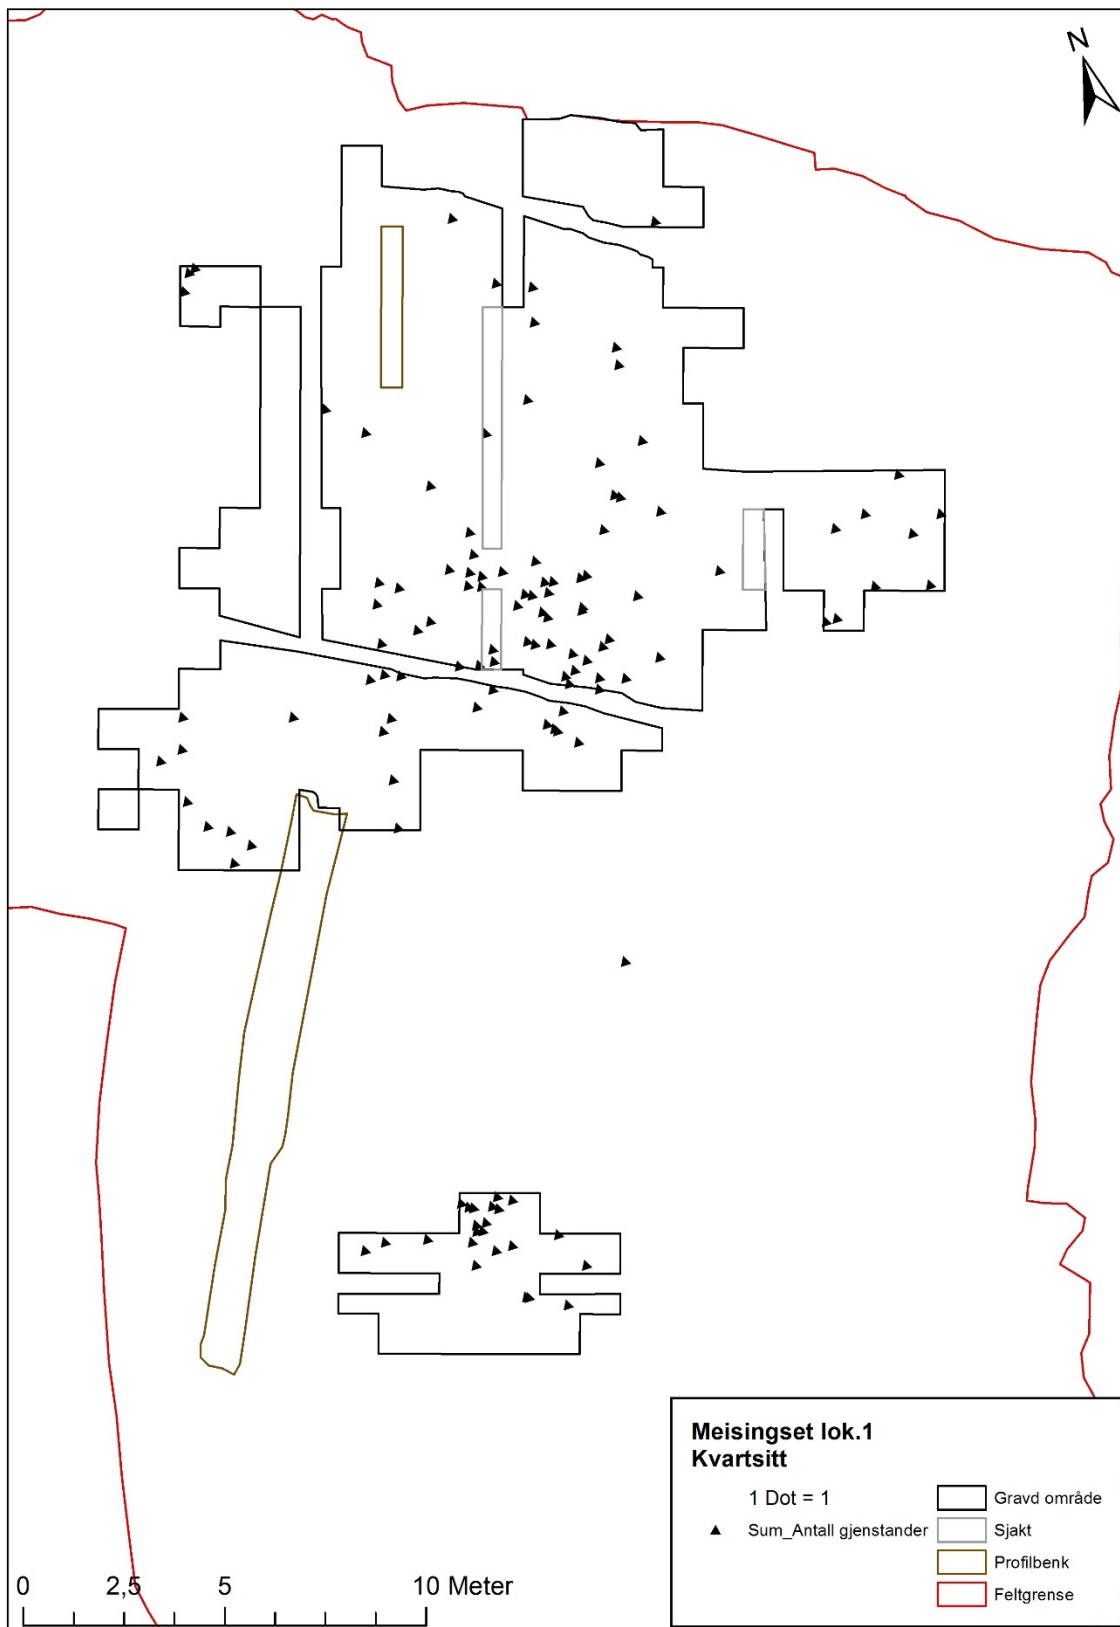 N
Meisingset lok.1
Kvartsitt
1 Dot = 1
Sum_Antall gjenstander
Gravd område
Sjakt
Profilbenk
Feltgrense
0 2,5 5 10 Meter